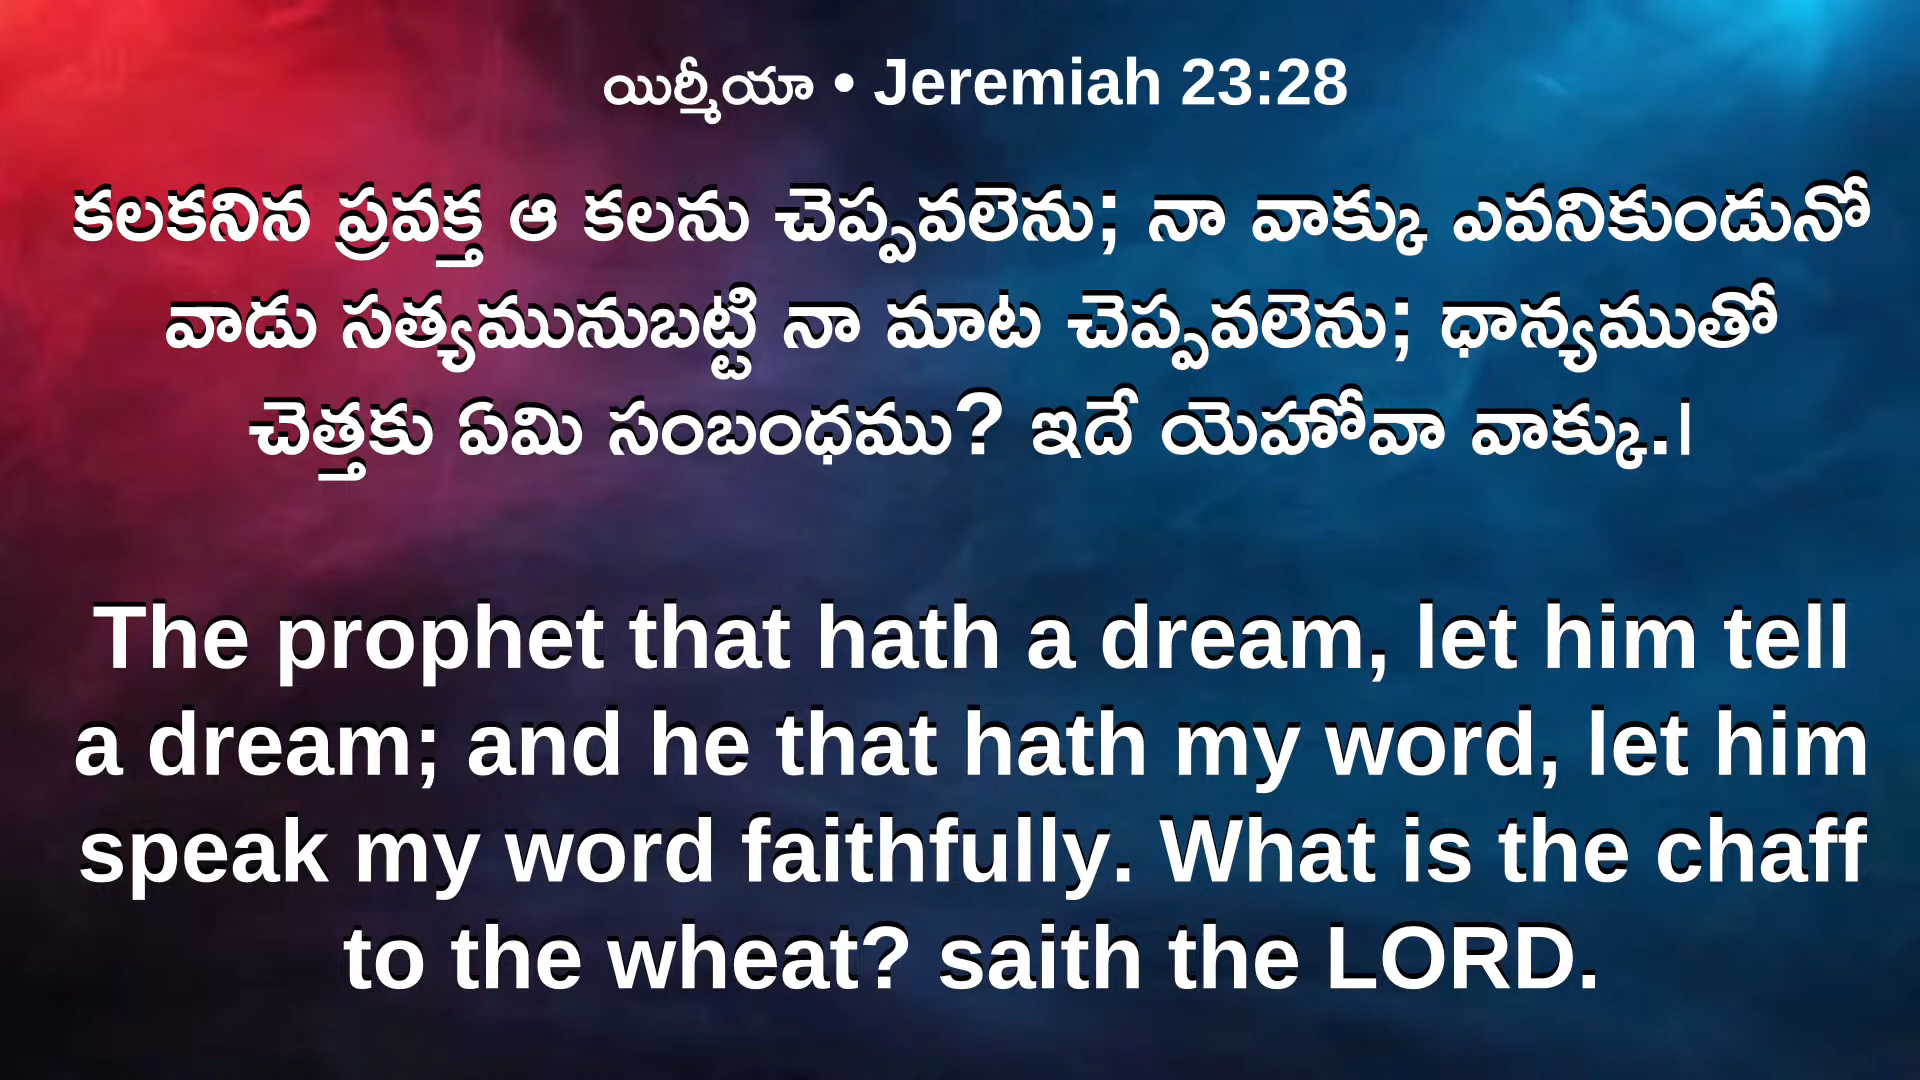 యిర్మీయా • Jeremiah 23:28
కలకనిన ప్రవక్త ఆ కలను చెప్పవలెను; నా వాక్కు ఎవనికుండునో
వాడు సత్యమునుబట్టి నా మాట చెప్పవలెను; ధాన్యముతో
చెత్తకు ఏమి సంబంధము? ఇదే యెహోవా వాక్కు.।
The prophet that hath a dream, let him tell
a dream; and he that hath my word, let him
speak my word faithfully. What is the chaff
to the wheat? saith the LORD.